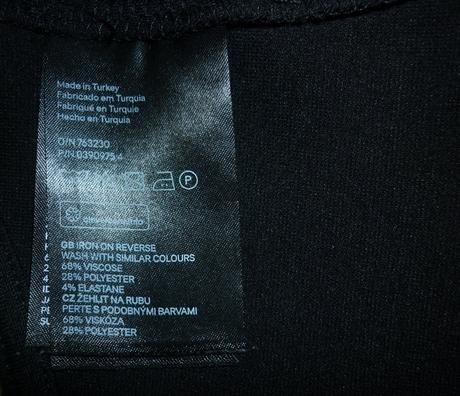 Made in Turkey
Fabricado em Turquia
Fabriqué en Turquie
Hecho en Turquía
O/N 763230
P/N 0390975.4
P
GB IRON ON REVERSE
WASH WITH SIMILAR COLOURS
68% VISCOSE
28% POLYESTER
4% ELASTANE
CZ ŽEHLIT NA RUBU
PERTE S PODOBNÝMI BARVAMI
68% VISKÓZA
28% POLYESTER